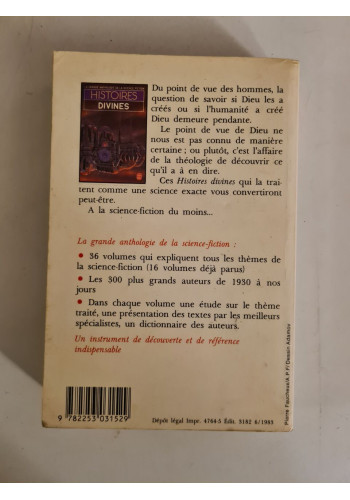 LA GRANDE ANTHOLOGIE DE LA SCIENCE-FICTION
HISTOIRES
DIVINES
Du point de vue des hommes, la
question de savoir si Dieu les a
créés ou si l'humanité a créé
Dieu demeure pendante.
Le point de vue de Dieu ne
nous est pas connu de manière
certaine ; ou plutôt, c'est l'affaire
de la théologie de découvrir ce
qu'il a à en dire.
Ces Histoires divines qui la trai-
tent comme une science exacte vous convertiront
peut-être.
A la science-fiction du moins...
La grande anthologie de la science-fiction :
● 36 volumes qui expliquent tous les thèmes de
la science-fiction (16 volumes déjà parus)
● Les 300 plus grands auteurs de 1930 à nos
jours
● Dans chaque volume une étude sur le thème
traité, une présentation des textes par les meilleurs
spécialistes, un dictionnaire des auteurs.
Un instrument de découverte et de référence
indispensable
9 782253 031529
Dépôt légal Impr. 4764-5 Édit. 5182 6/1983